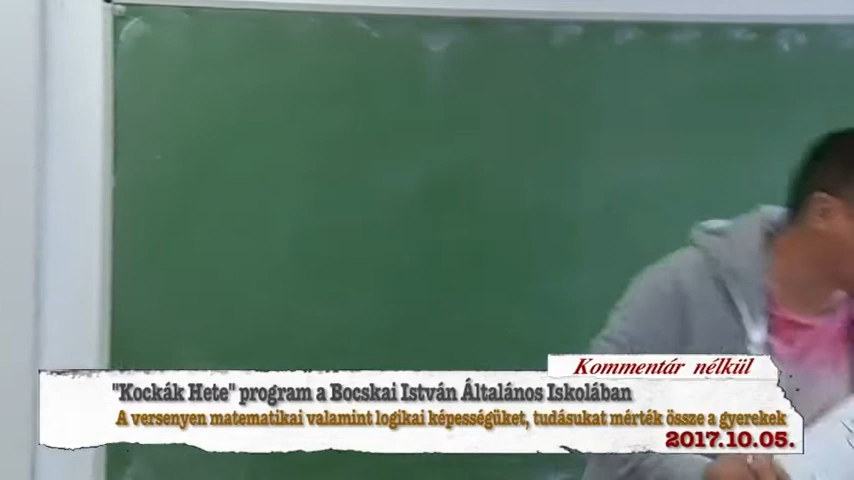 Kommentár nélkül
"Kockák Hete" program a Bocskai István Általános Iskolában
A versenyen matematikai valamint logikai képességüket, tudásukat mérték össze a gyerekek
2017.10.05.